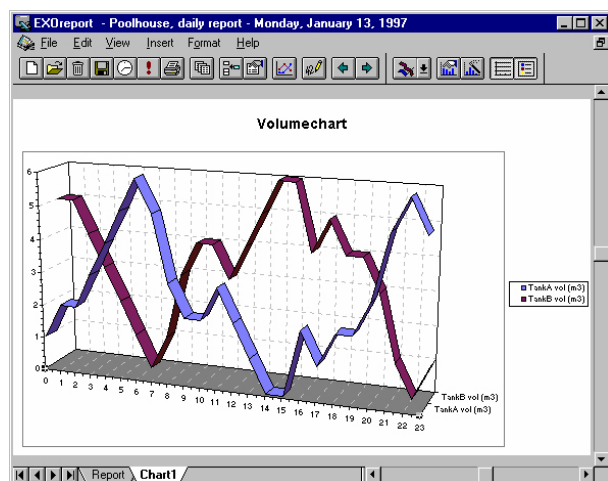 EXOreport - Poolhouse, daily report - Monday, January 13, 1997
File Edit View Insert Format Help
Volumechart
6
5
4
3
2
1
0
0 1 2 3 4 5 6 7 8 9 10 11 12 13 14 15 16 17 18 19 20 21 22 23
TankB vol (m3)
TankA vol (m3)
TankA vol (m3)
TankB vol (m3)
Report Chart1